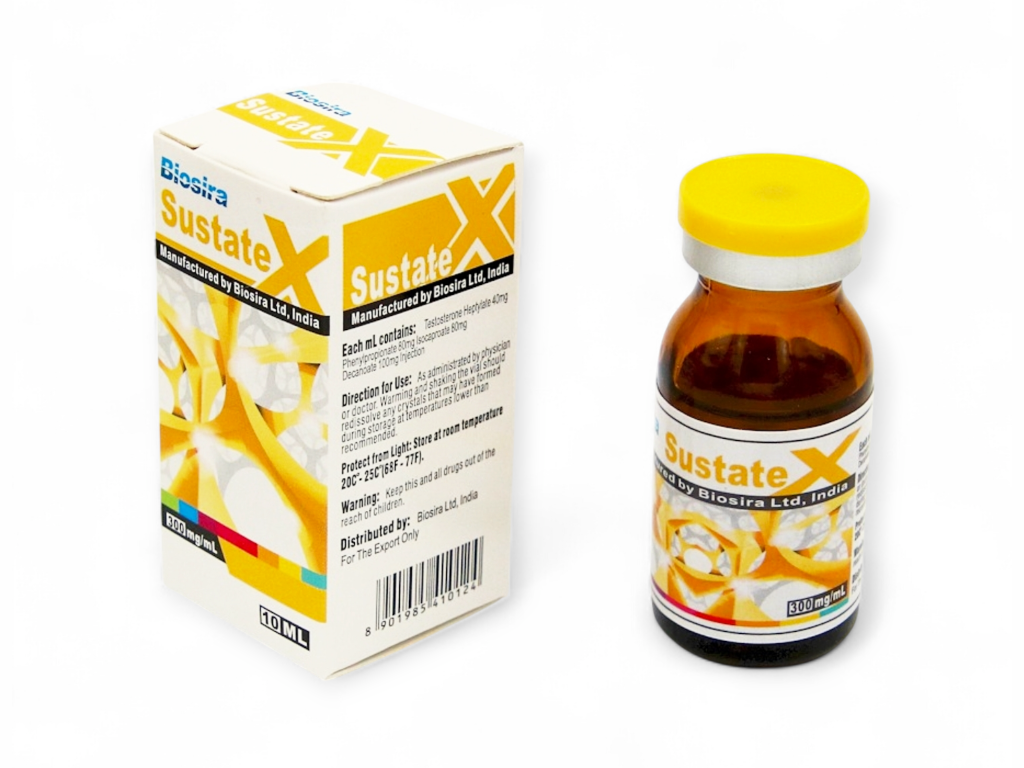 Biosira
Sustate X
Biosira
Sustate X
Manufactured by Biosira Ltd, India
300mg/mL
10 ML
Sustate X
Manufactured by Biosira Ltd, India
Each mL contains: Testosterone Heptylate 40mg
Phenylpropionate 80mg Isocaproate 80mg
Decanoate 100mg Injection
Direction for Use: As administrated by physician
or doctor. Warming and shaking the vial should
redissolve any crystals that may have formed
during storage at temperatures lower than
recommended.
Protect from Light: Store at room temperature
20C°- 25C°(68F - 77F).
Warning: Keep this and all drugs out of the
reach of children.
Distributed by: Biosira Ltd, India
For The Export Only
8 901985 410124
Sustate X
by Biosira Ltd, India
300mg/mL